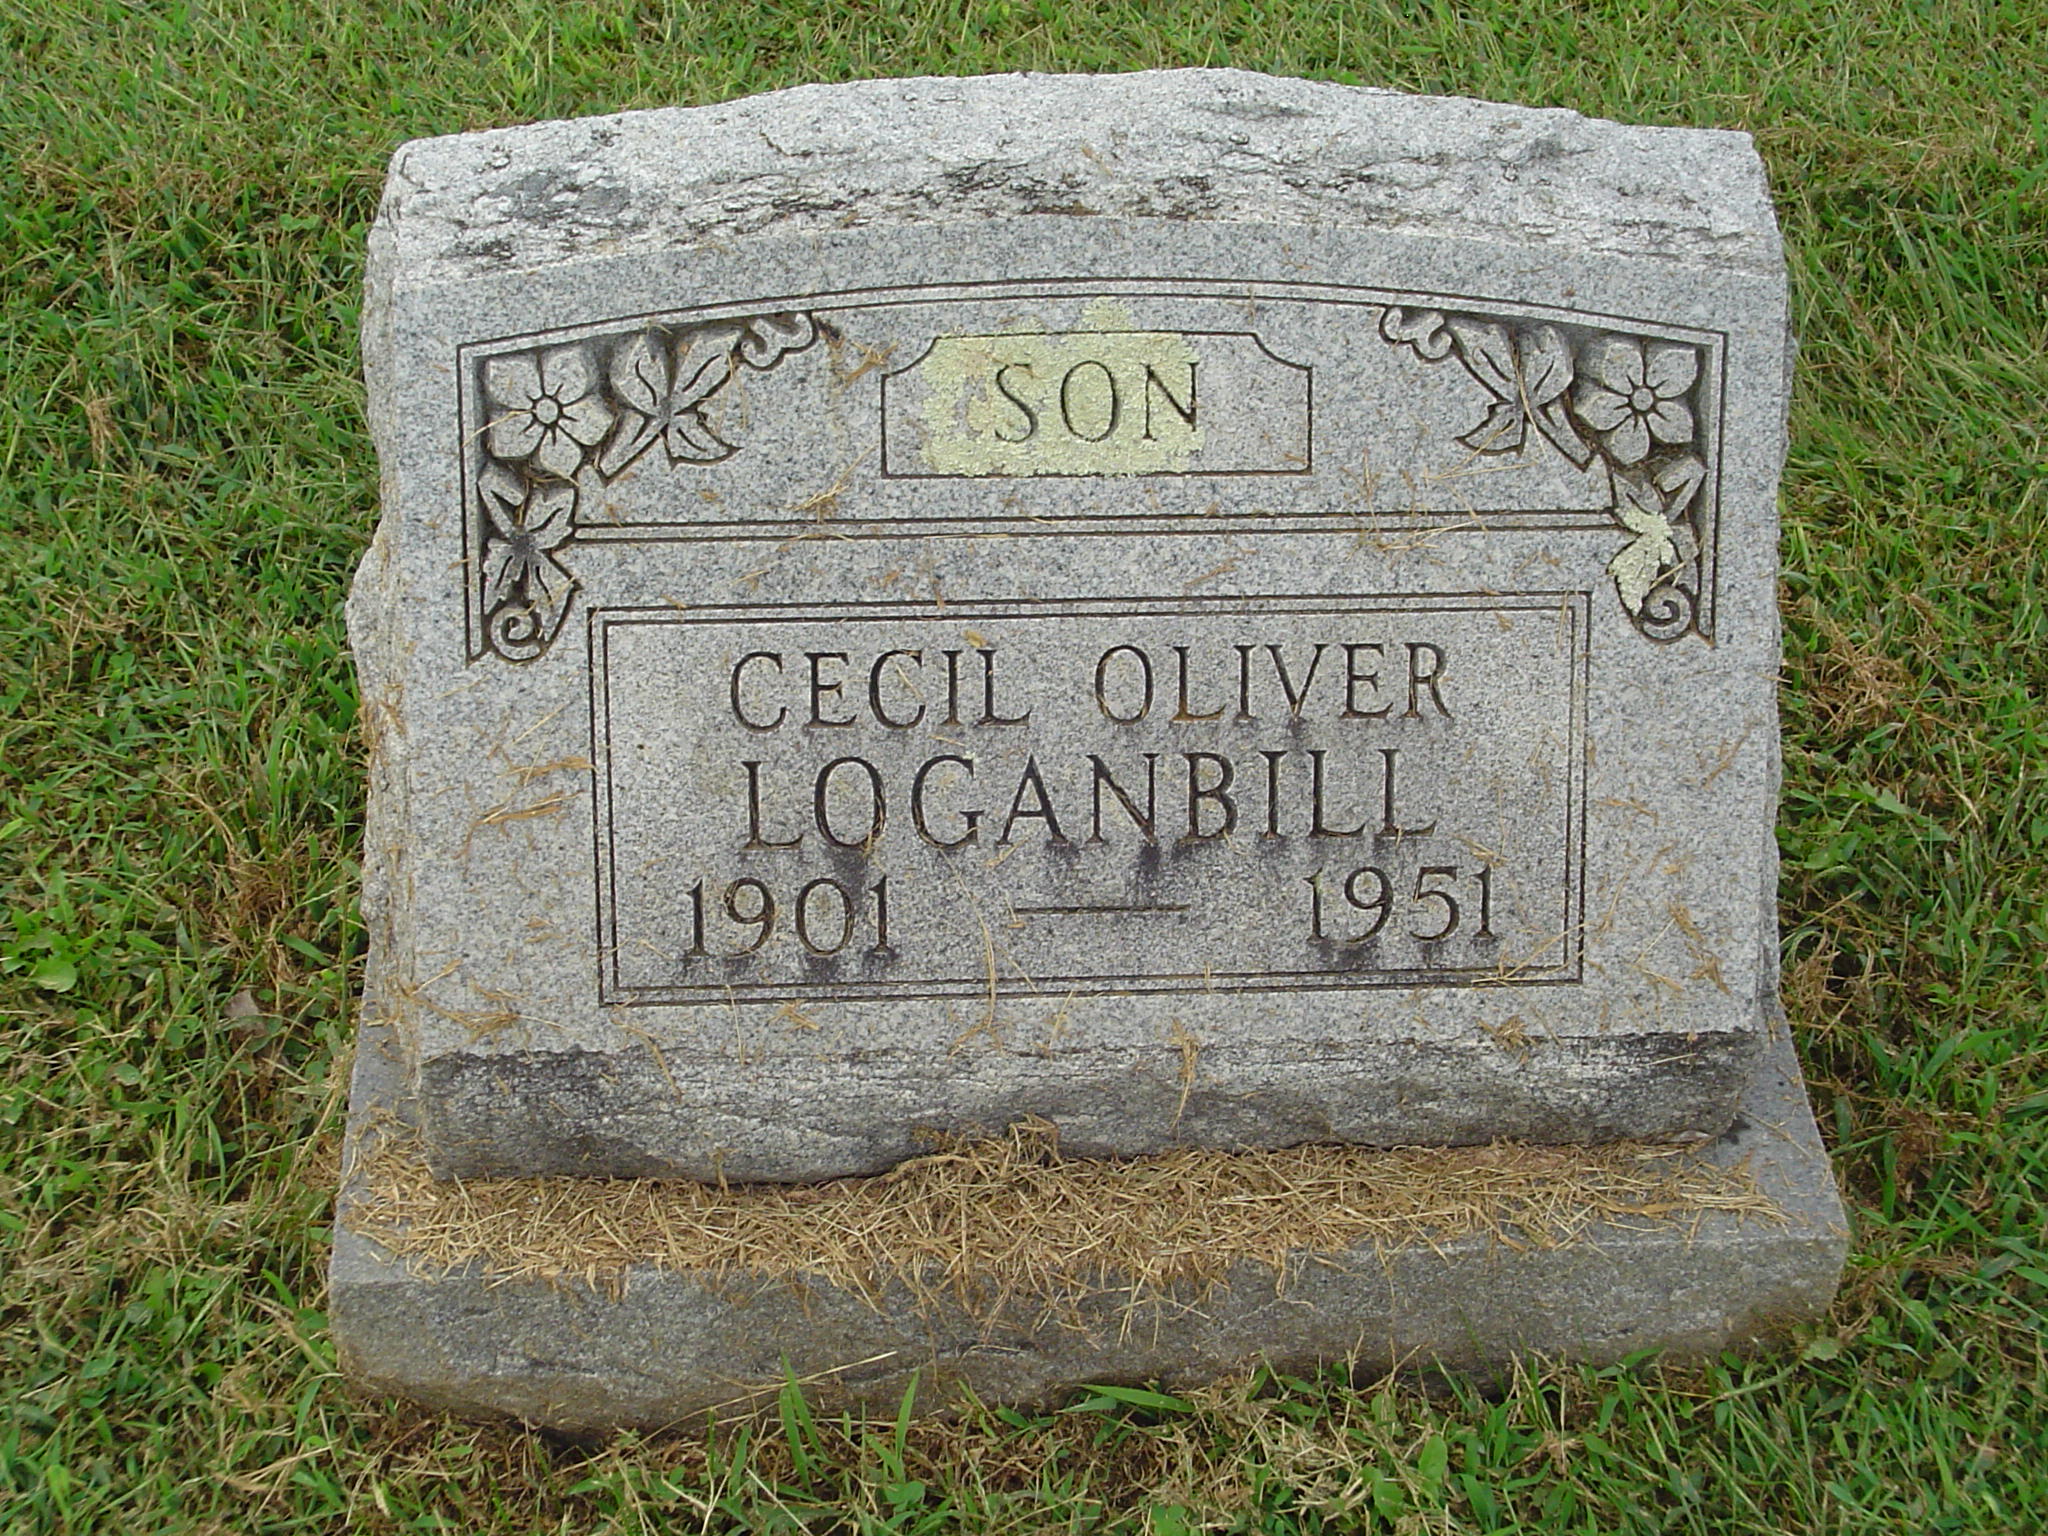 SON
CECIL OLIVER
LOGANBILL
1901 — 1951